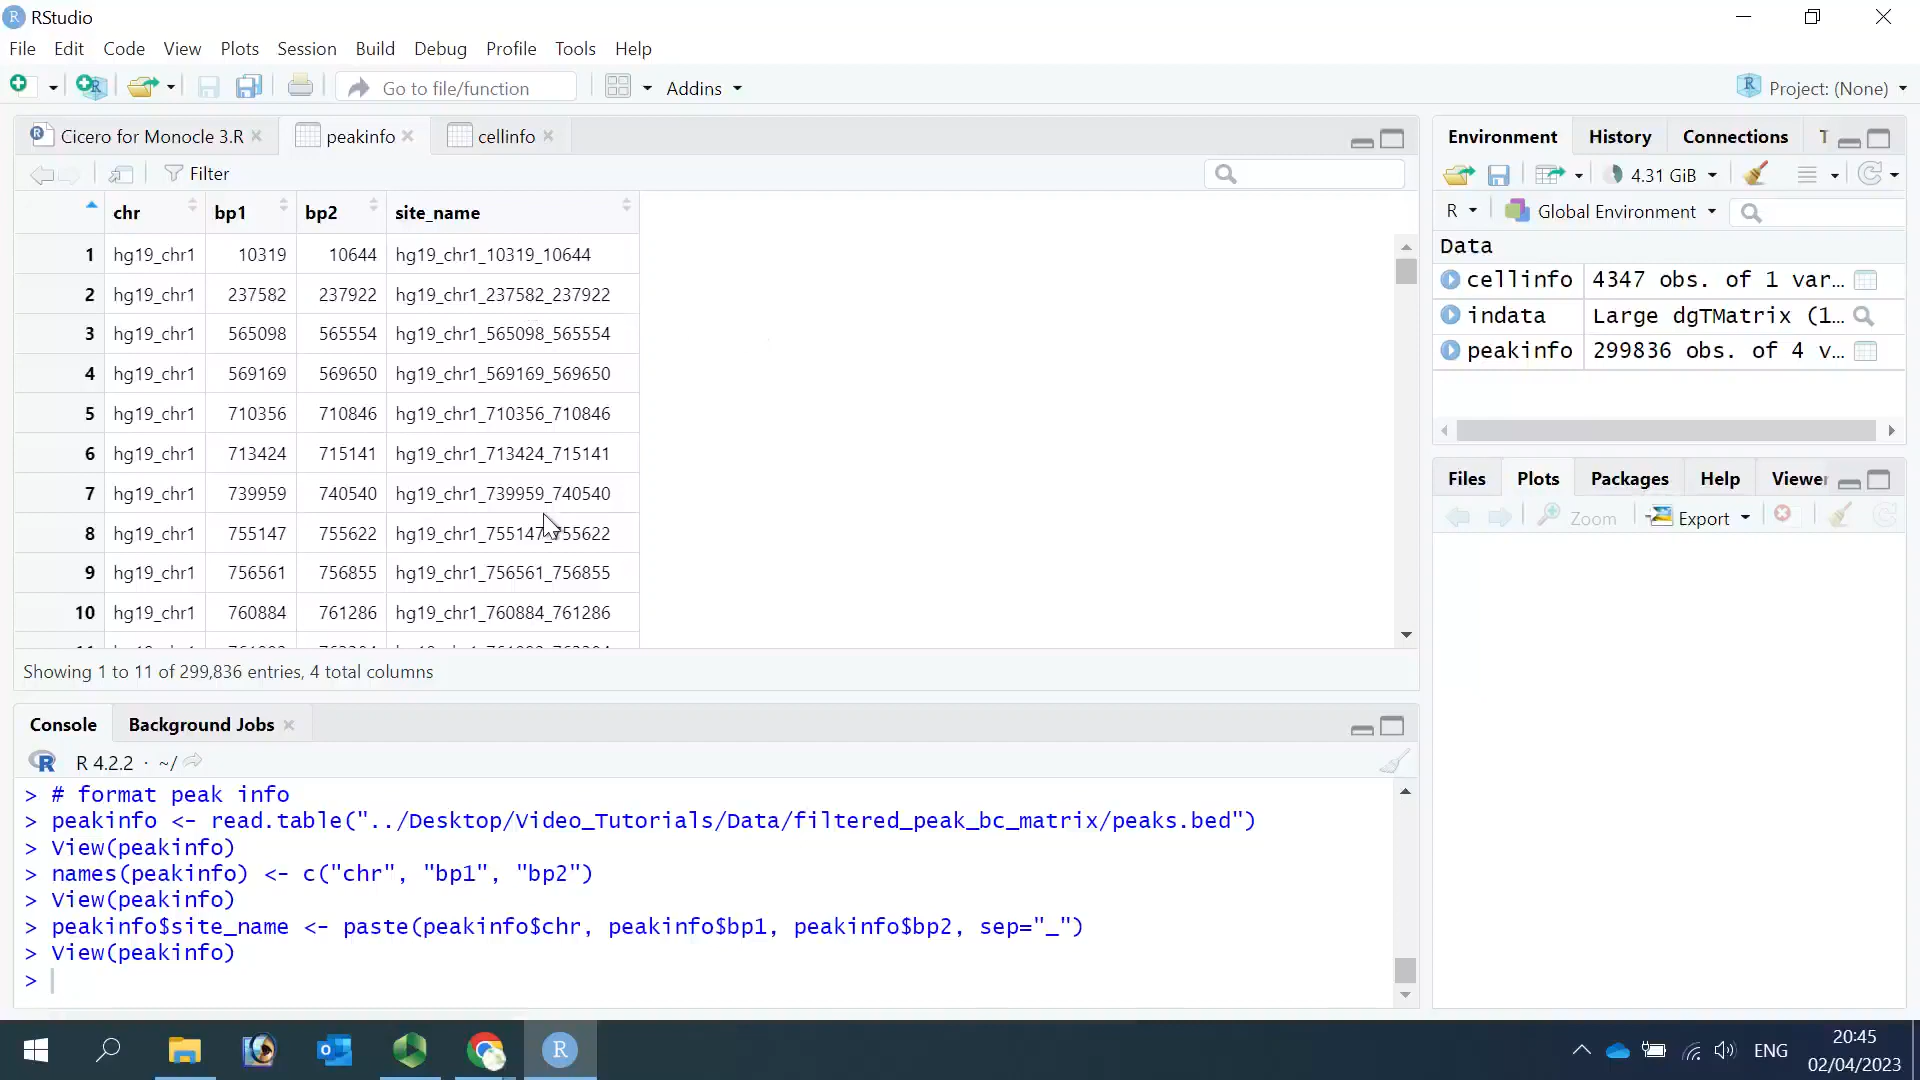 RStudio
File Edit Code View Plots Session Build Debug Profile Tools Help
Go to file/function Addins Project: (None)
Cicero for Monocle 3.R peakinfo cellinfo
Filter
chr bp1 bp2 site_name
1 hg19_chr1 10319 10644 hg19_chr1_10319_10644
2 hg19_chr1 237582 237922 hg19_chr1_237582_237922
3 hg19_chr1 565098 565554 hg19_chr1_565098_565554
4 hg19_chr1 569169 569650 hg19_chr1_569169_569650
5 hg19_chr1 710356 710846 hg19_chr1_710356_710846
6 hg19_chr1 713424 715141 hg19_chr1_713424_715141
7 hg19_chr1 739959 740540 hg19_chr1_739959_740540
8 hg19_chr1 755147 755622 hg19_chr1_755147_755622
9 hg19_chr1 756561 756855 hg19_chr1_756561_756855
10 hg19_chr1 760884 761286 hg19_chr1_760884_761286
Showing 1 to 11 of 299,836 entries, 4 total columns
Console Background Jobs
R 4.2.2 · ~/
> # format peak info
> peakinfo <- read.table("../Desktop/Video_Tutorials/Data/filtered_peak_bc_matrix/peaks.bed")
> View(peakinfo)
> names(peakinfo) <- c("chr", "bp1", "bp2")
> View(peakinfo)
> peakinfo$site_name <- paste(peakinfo$chr, peakinfo$bp1, peakinfo$bp2, sep="_")
> View(peakinfo)
>
Environment History Connections T
4.31 GiB
R Global Environment
Data
cellinfo 4347 obs. of 1 var…
indata Large dgTMatrix (1…
peakinfo 299836 obs. of 4 v…
Files Plots Packages Help Viewer
Zoom Export
ENG
20:45
02/04/2023